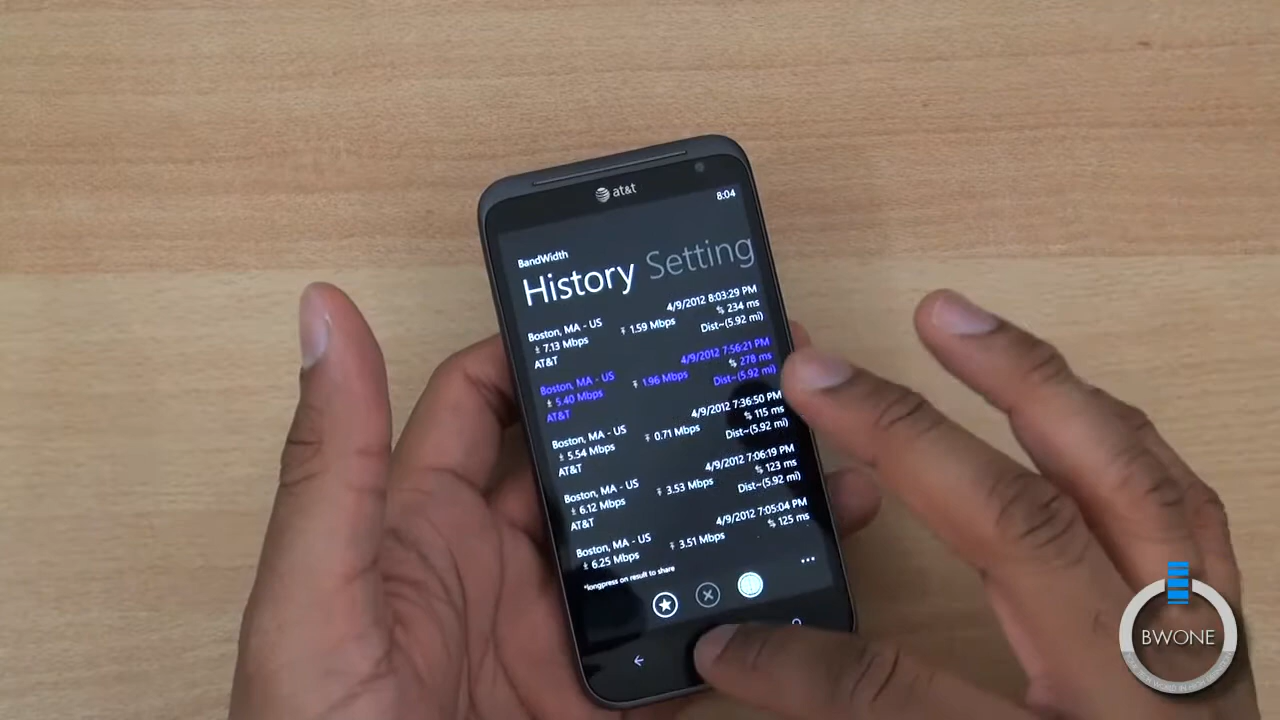 at&t
8:04
BandWidth
History Setting
4/9/2012 8:03:29 PM
Boston, MA - US 234 ms
7.13 Mbps 1.59 Mbps Dist~(5.92 mi)
AT&T
4/9/2012 7:56:21 PM
Boston, MA - US 278 ms
5.40 Mbps 1.96 Mbps Dist~(5.92 mi)
AT&T
4/9/2012 7:36:50 PM
Boston, MA - US 115 ms
5.54 Mbps 0.71 Mbps Dist~(5.92 mi)
AT&T
4/9/2012 7:06:19 PM
Boston, MA - US 123 ms
6.12 Mbps 3.53 Mbps Dist~(5.92 mi)
AT&T
4/9/2012 7:05:04 PM
Boston, MA - US 125 ms
6.25 Mbps 3.51 Mbps
*longpress on result to share
BWONE